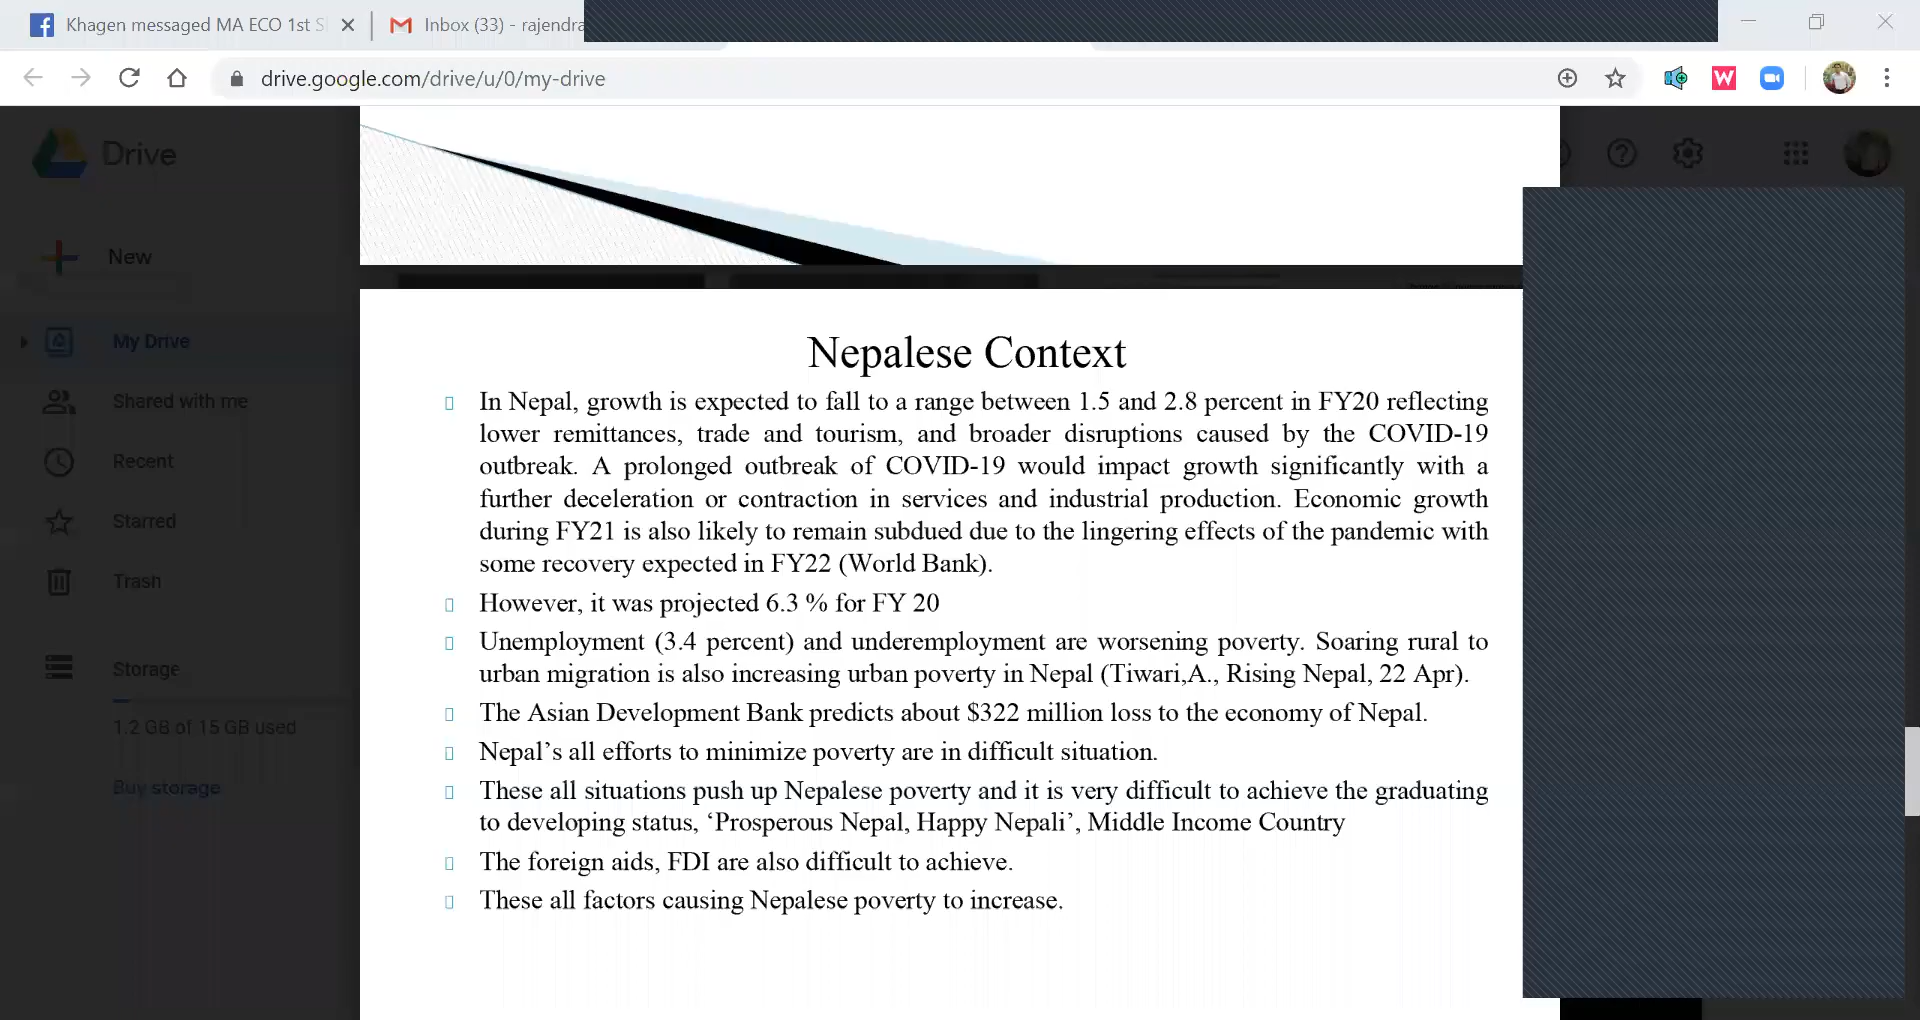 Khagen messaged MA ECO 1st S
Inbox (33) - rajendra
drive.google.com/drive/u/0/my-drive
W
Drive
New
My Drive
Shared with me
Recent
Starred
Trash
Storage
1.2 GB of 15 GB used
Buy storage
Nepalese Context
In Nepal, growth is expected to fall to a range between 1.5 and 2.8 percent in FY20 reflecting
lower remittances, trade and tourism, and broader disruptions caused by the COVID-19
outbreak. A prolonged outbreak of COVID-19 would impact growth significantly with a
further deceleration or contraction in services and industrial production. Economic growth
during FY21 is also likely to remain subdued due to the lingering effects of the pandemic with
some recovery expected in FY22 (World Bank).
However, it was projected 6.3 % for FY 20
Unemployment (3.4 percent) and underemployment are worsening poverty. Soaring rural to
urban migration is also increasing urban poverty in Nepal (Tiwari,A., Rising Nepal, 22 Apr).
The Asian Development Bank predicts about $322 million loss to the economy of Nepal.
Nepal’s all efforts to minimize poverty are in difficult situation.
These all situations push up Nepalese poverty and it is very difficult to achieve the graduating
to developing status, ‘Prosperous Nepal, Happy Nepali’, Middle Income Country
The foreign aids, FDI are also difficult to achieve.
These all factors causing Nepalese poverty to increase.